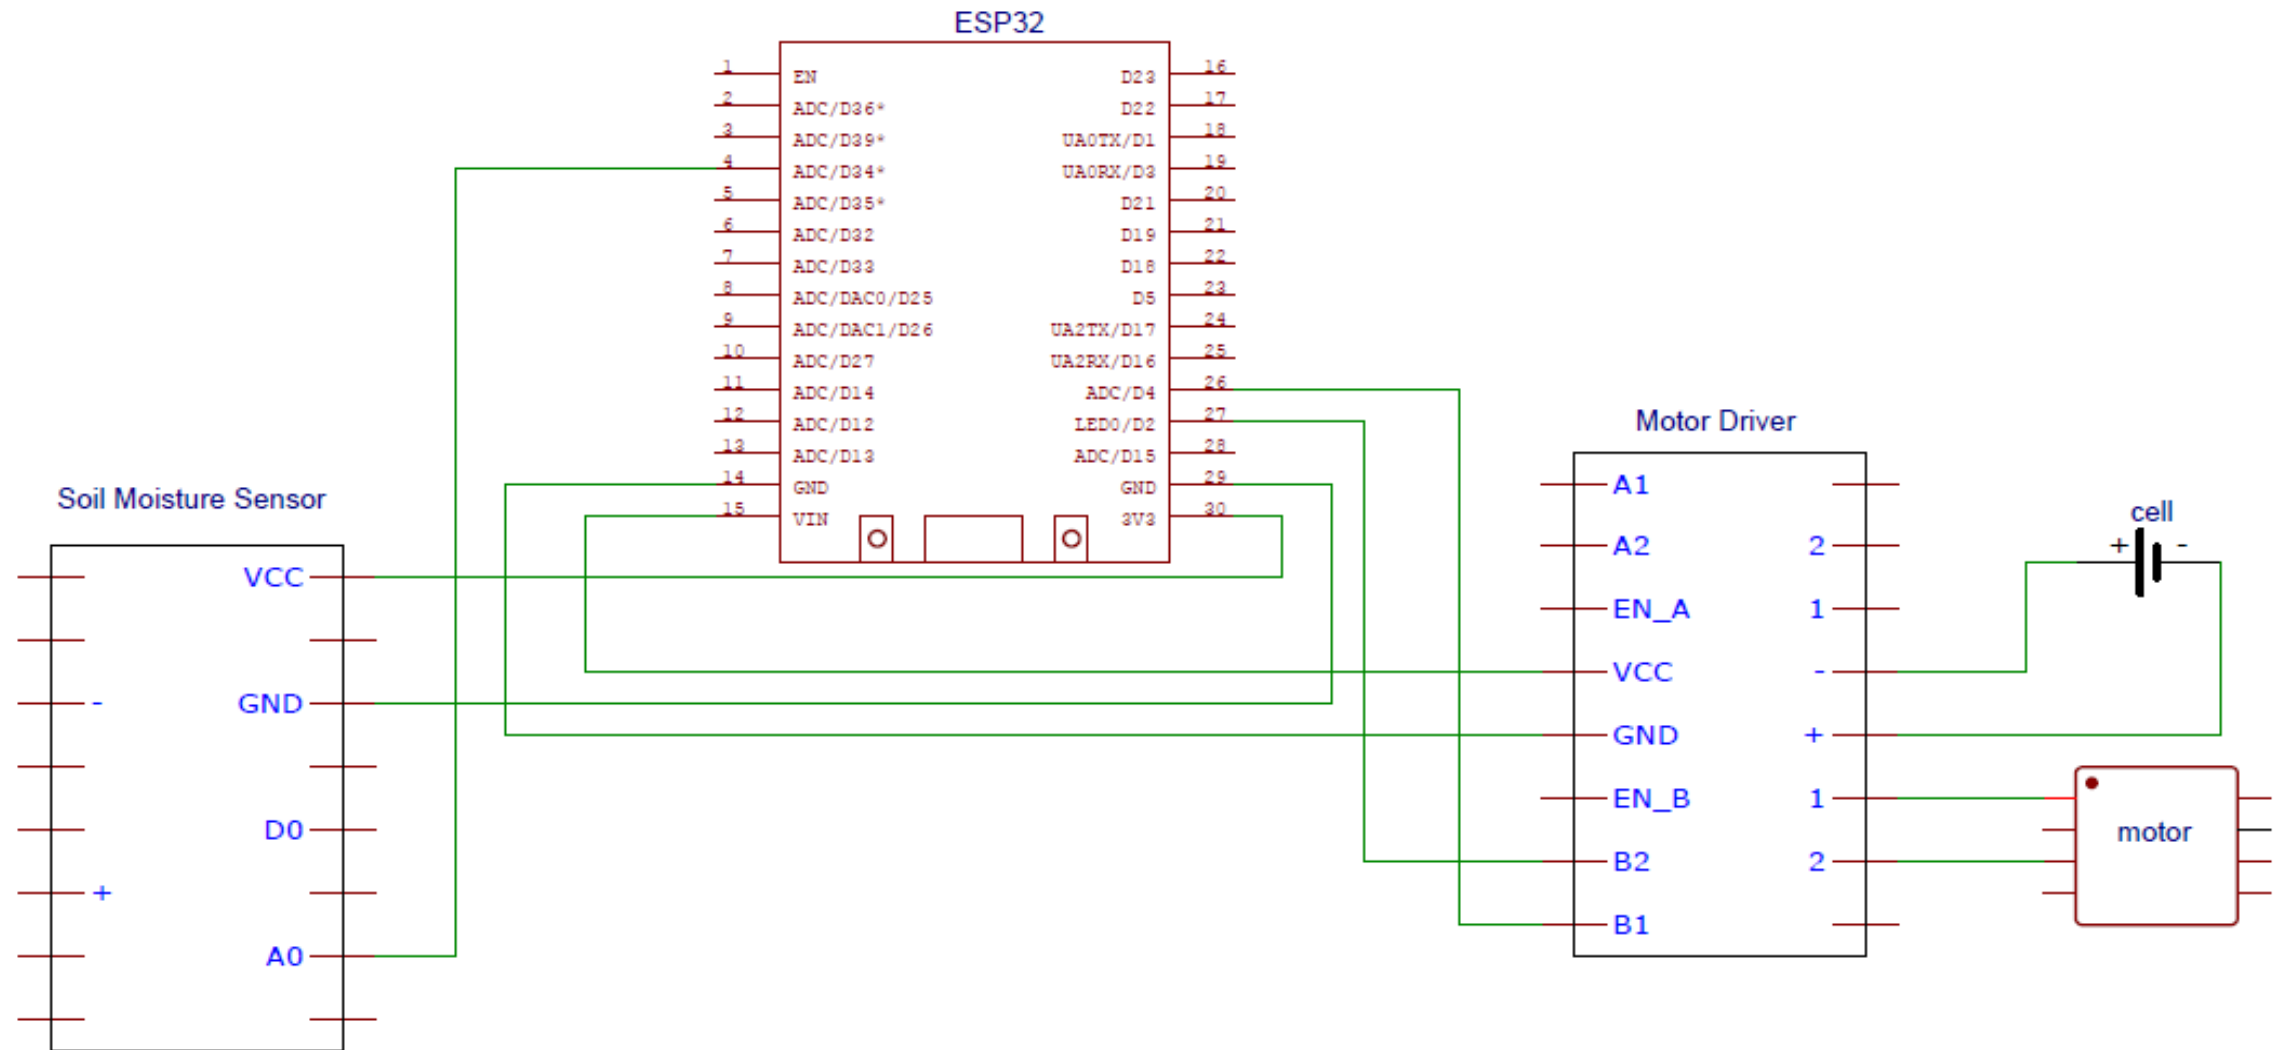 ESP32
1 EN D23 16
2 ADC/D36* D22 17
3 ADC/D39* UA0TX/D1 18
4 ADC/D34* UA0RX/D3 19
5 ADC/D35* D21 20
6 ADC/D32 D19 21
7 ADC/D33 D18 22
8 ADC/DAC0/D25 D5 23
9 ADC/DAC1/D26 UA2TX/D17 24
10 ADC/D27 UA2RX/D16 25
11 ADC/D14 ADC/D4 26
12 ADC/D12 LED0/D2 27
13 ADC/D13 ADC/D15 28
14 GND GND 29
15 VIN 3V3 30
Soil Moisture Sensor
VCC
- GND
D0
+
A0
Motor Driver
A1
A2 2
EN_A 1
VCC -
GND +
EN_B 1
B2 2
B1
cell
+ -
motor